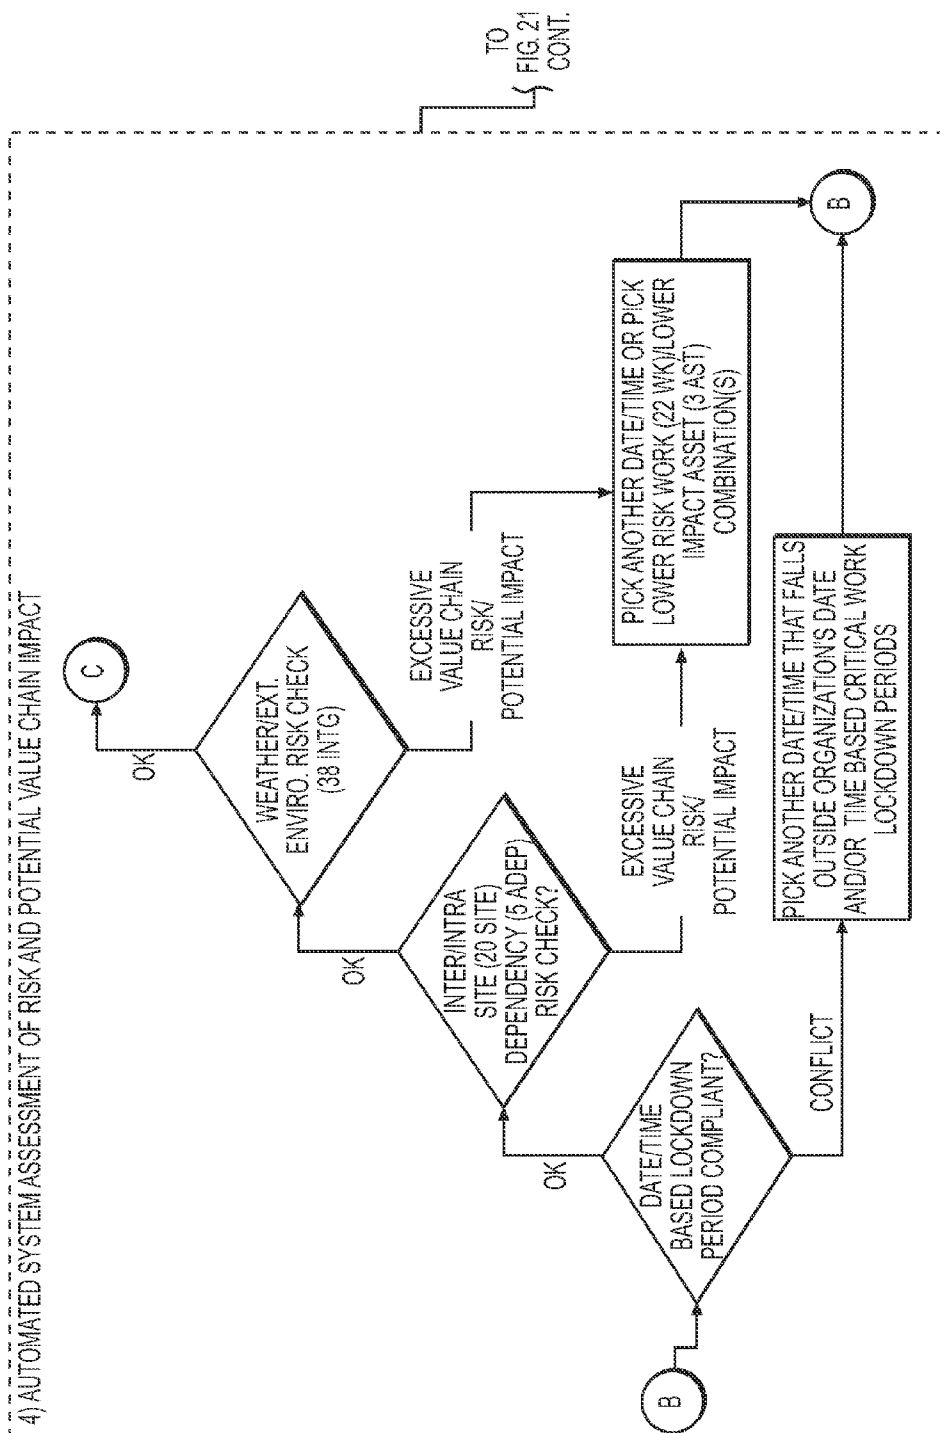 4) AUTOMATED SYSTEM ASSESSMENT OF RISK AND POTENTIAL VALUE CHAIN IMPACT
C
OK
WEATHER/EXT.
ENVIRO. RISK CHECK
(38 INTG)
EXCESSIVE
VALUE CHAIN
RISK/
POTENTIAL IMPACT
OK
INTER/INTRA
SITE (20 SITE)
DEPENDENCY (5 ADEP)
RISK CHECK?
EXCESSIVE
VALUE CHAIN
RISK/
POTENTIAL IMPACT
PICK ANOTHER DATE/TIME OR PICK
LOWER RISK WORK (22 WK)/LOWER
IMPACT ASSET (3 AST)
COMBINATION(S)
B
OK
DATE/TIME
BASED LOCKDOWN
PERIOD COMPLIANT?
CONFLICT
PICK ANOTHER DATE/TIME THAT FALLS
OUTSIDE ORGANIZATION'S DATE
AND/OR TIME BASED CRITICAL WORK
LOCKDOWN PERIODS
B
TO
FIG. 21
CONT.